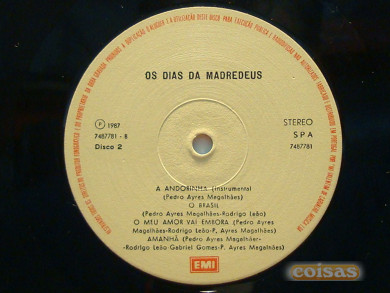 OS DIAS DA MADREDEUS
℗ 1987
7487781 - B
Disco 2
STEREO
SPA
7487781
A ANDORINHA (instrumental)
(Pedro Ayres Magalhães)
O BRASIL
(Pedro Ayres Magalhães-Rodrigo Leão)
O MEU AMOR VAI EMBORA (Pedro Ayres
Magalhães-Rodrigo Leão-P. Ayres Magalhães)
AMANHÃ (Pedro Ayres Magalhães-
-Rodrigo Leão-Gabriel Gomes-P. Ayres Magalhães)
EMI
coisas